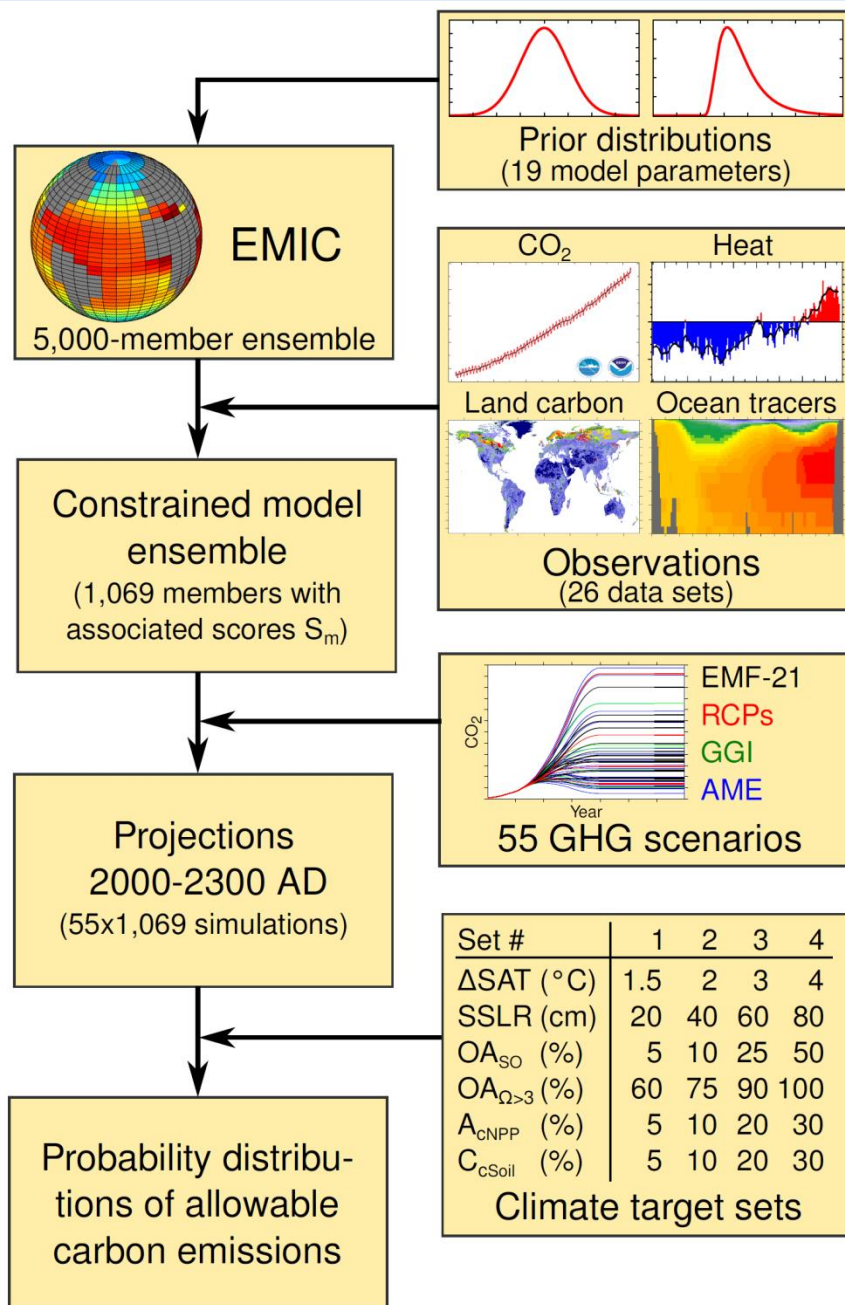 Prior distributions
(19 model parameters)
EMIC
5,000-member ensemble
CO₂
Heat
Land carbon
Ocean tracers
Observations
(26 data sets)
Constrained model
ensemble
(1,069 members with
associated scores Sₘ)
CO₂
Year
EMF-21
RCPs
GGI
AME
55 GHG scenarios
Projections
2000-2300 AD
(55x1,069 simulations)
Set # 1 2 3 4
ΔSAT (°C) 1.5 2 3 4
SSLR (cm) 20 40 60 80
OA_SO (%) 5 10 25 50
OA_Ω>3 (%) 60 75 90 100
A_cNPP (%) 5 10 20 30
C_cSoil (%) 5 10 20 30
Climate target sets
Probability distribu-
tions of allowable
carbon emissions